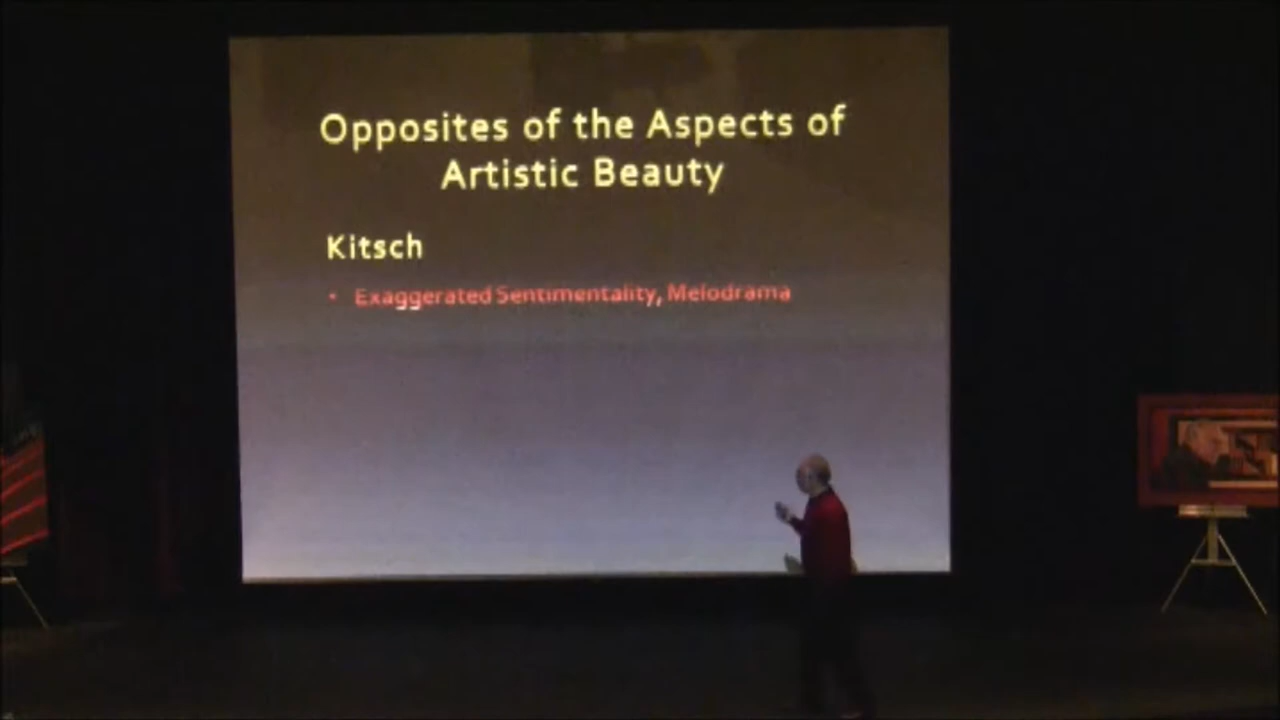 Opposites of the Aspects of
Artistic Beauty
Kitsch
• Exaggerated Sentimentality, Melodrama